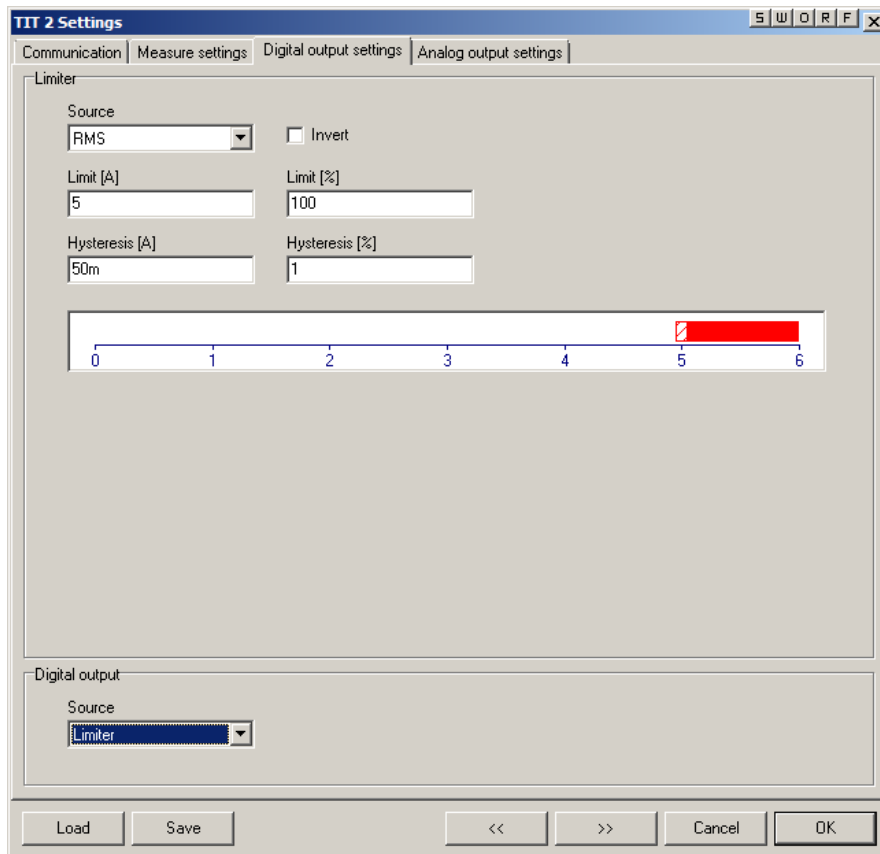 TIT 2 Settings S W O R F
Communication Measure settings Digital output settings Analog output settings
Limiter
Source
RMS Invert
Limit [A] Limit [%]
5 100
Hysteresis [A] Hysteresis [%]
50m 1
0 1 2 3 4 5 6
Digital output
Source
Limiter
Load Save << >> Cancel OK